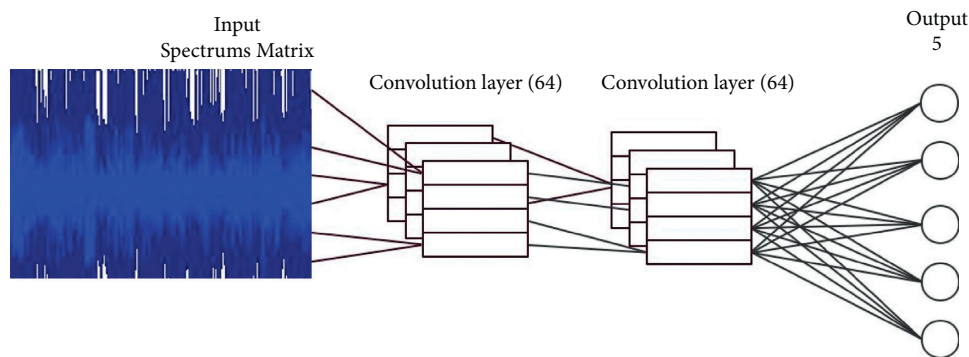 Input
Spectrums Matrix
Convolution layer (64)
Convolution layer (64)
Output
5